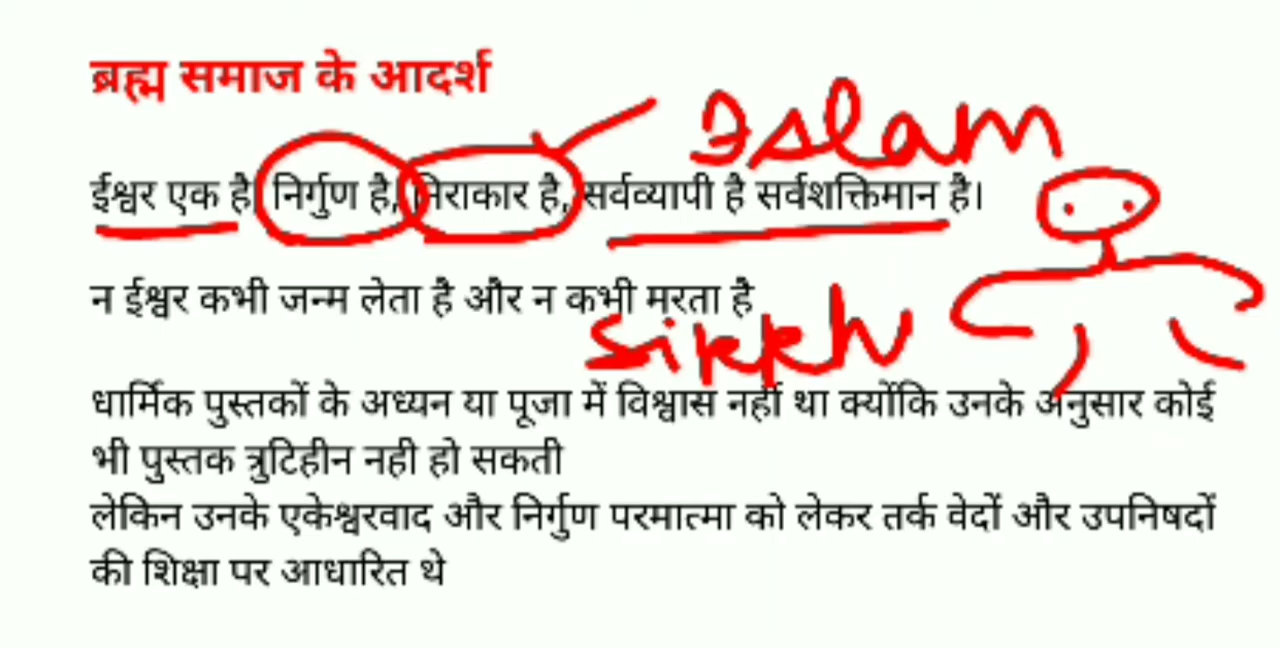 ब्रह्म समाज के आदर्श
Islam
ईश्वर एक है, निर्गुण है, निराकार है, सर्वव्यापी है सर्वशक्तिमान है।
न ईश्वर कभी जन्म लेता है और न कभी मरता है
sikkh
धार्मिक पुस्तकों के अध्यन या पूजा में विश्वास नहीं था क्योंकि उनके अनुसार कोई
भी पुस्तक त्रुटिहीन नही हो सकती
लेकिन उनके एकेश्वरवाद और निर्गुण परमात्मा को लेकर तर्क वेदों और उपनिषदों
की शिक्षा पर आधारित थे